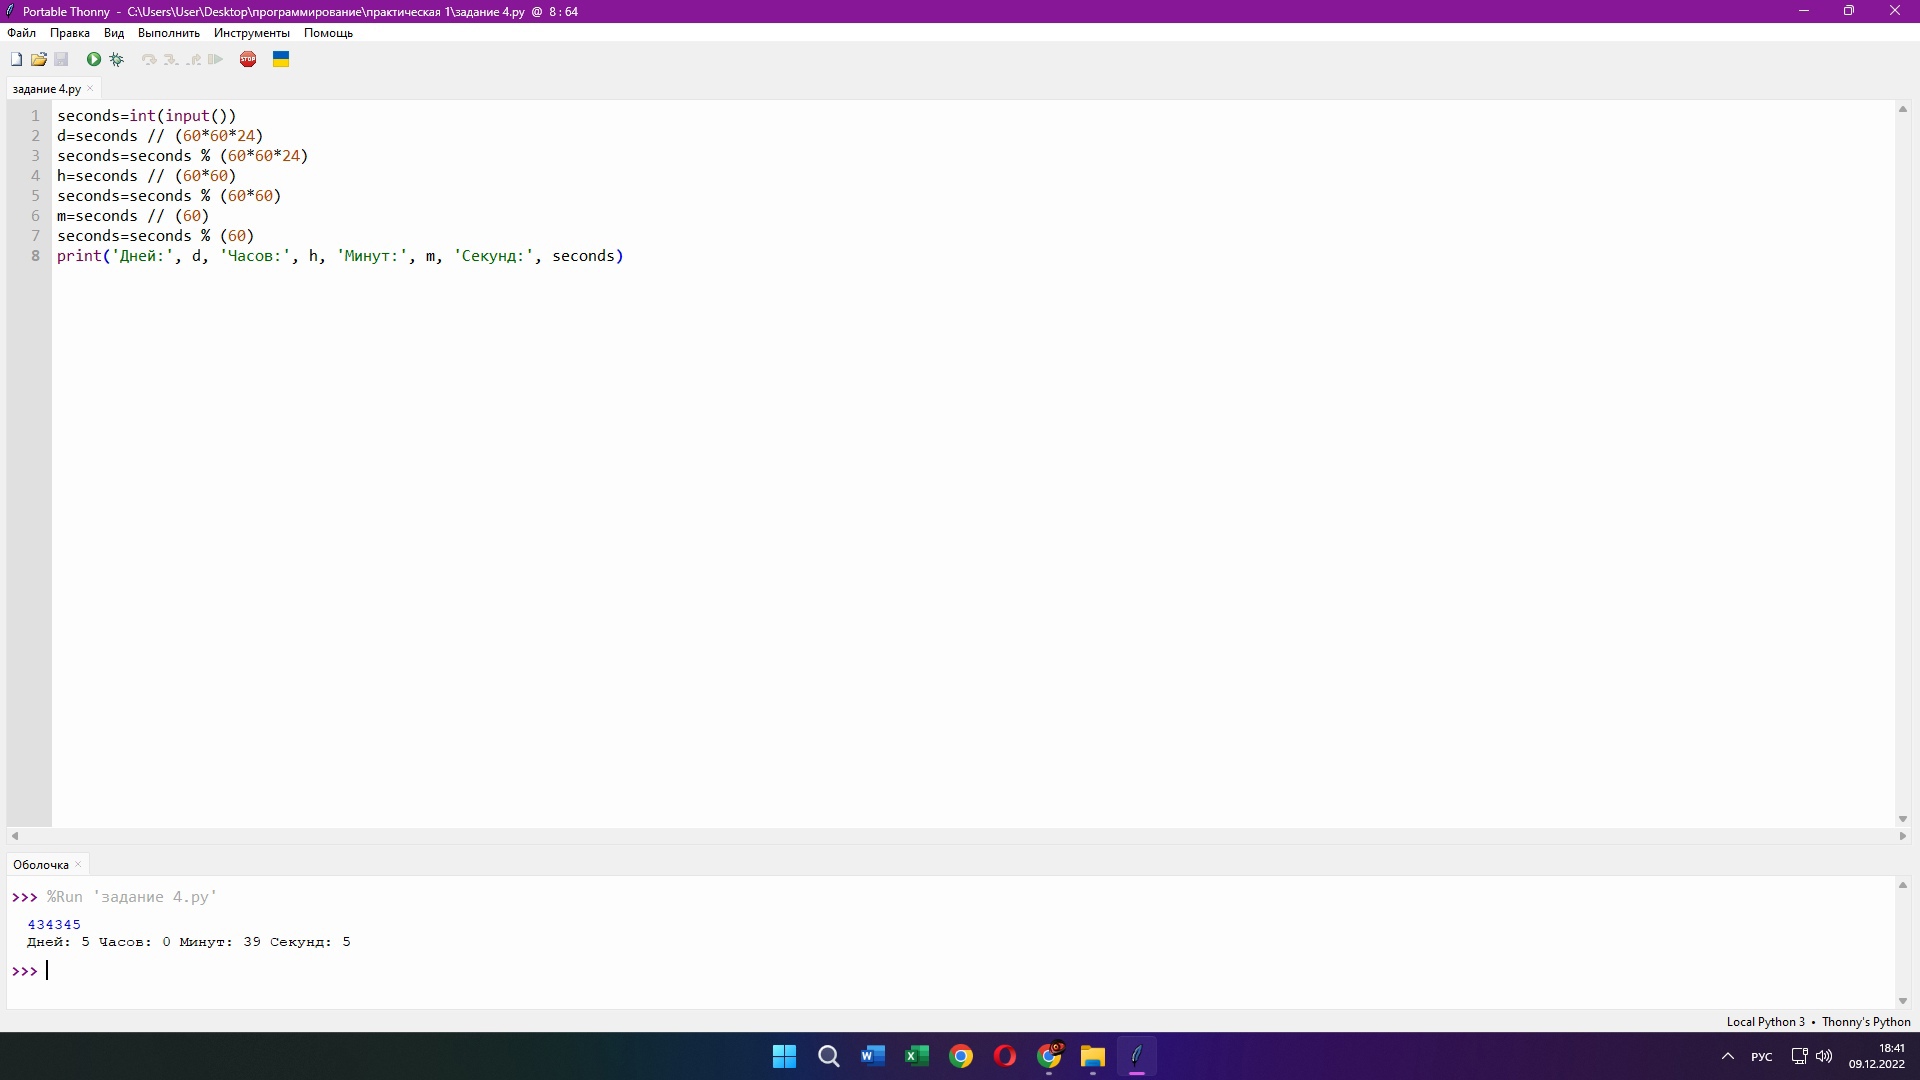 Portable Thonny - C:\Users\User\Desktop\программирование\практическая 1\задание 4.py @ 8 : 64
Файл Правка Вид Выполнить Инструменты Помощь
STOP
задание 4.py ×
1 seconds=int(input())
2 d=seconds // (60*60*24)
3 seconds=seconds % (60*60*24)
4 h=seconds // (60*60)
5 seconds=seconds % (60*60)
6 m=seconds // (60)
7 seconds=seconds % (60)
8 print('Дней:', d, 'Часов:', h, 'Минут:', m, 'Секунд:', seconds)
Оболочка ×
>>> %Run 'задание 4.py'
434345
Дней: 5 Часов: 0 Минут: 39 Секунд: 5
>>>
Local Python 3 • Thonny's Python
РУС
18:41
09.12.2022